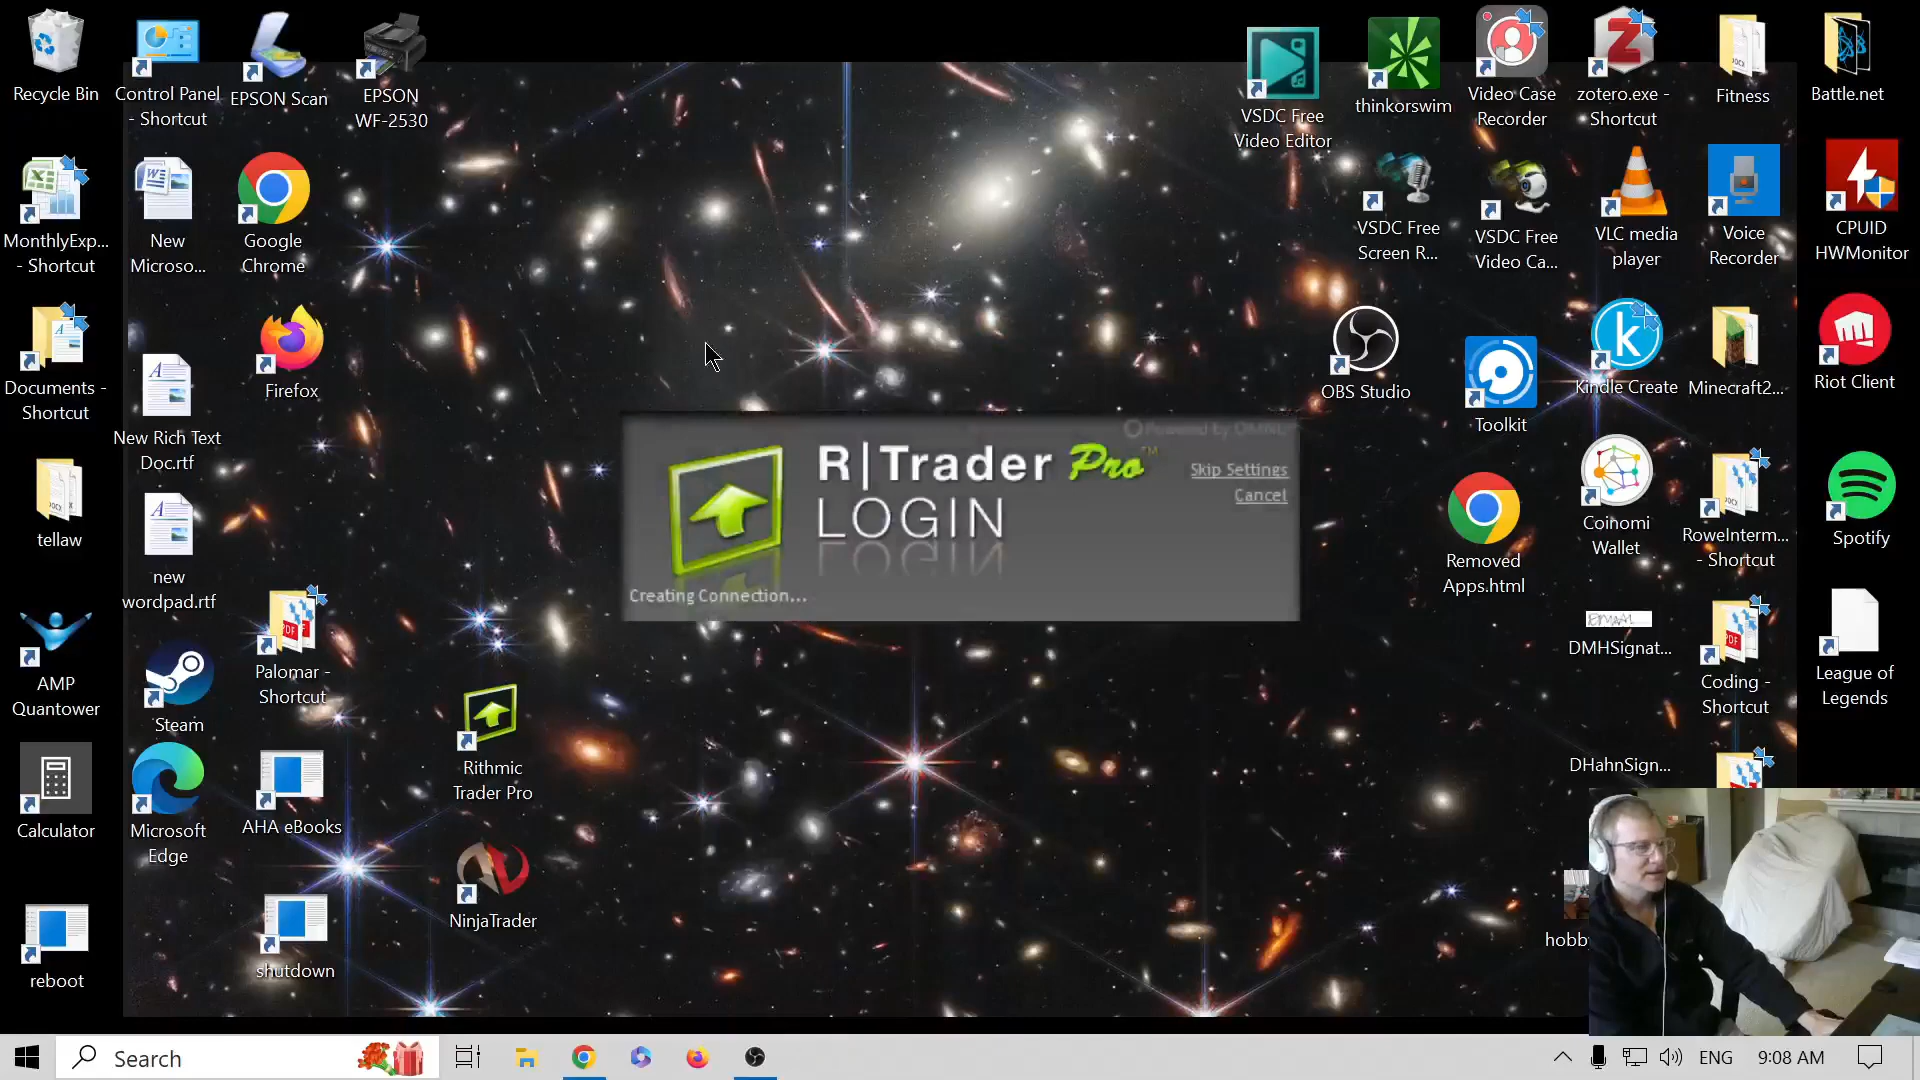 Recycle Bin
Control Panel
- Shortcut
EPSON Scan
EPSON
WF-2530
VSDC Free
Video Editor
thinkorswim
Video Case
Recorder
zotero.exe -
Shortcut
Fitness
Battle.net
MonthlyExp...
- Shortcut
New
Microso...
Google
Chrome
VSDC Free
Screen R...
VSDC Free
Video Ca...
VLC media
player
Voice
Recorder
CPUID
HWMonitor
Documents -
Shortcut
New Rich Text
Doc.rtf
Firefox
OBS Studio
Toolkit
Kindle Create
Minecraft2...
Riot Client
R|Trader Pro™
LOGIN
Skip Settings
Cancel
Creating Connection...
tellaw
new
wordpad.rtf
Removed
Apps.html
Coinomi
Wallet
RoweInterm...
- Shortcut
Spotify
AMP
Quantower
Steam
Palomar -
Shortcut
Rithmic
Trader Pro
DMHSignat...
Coding -
Shortcut
League of
Legends
Calculator
Microsoft
Edge
AHA eBooks
NinjaTrader
DHahnSign...
reboot
shutdown
hobb
Search
ENG
9:08 AM